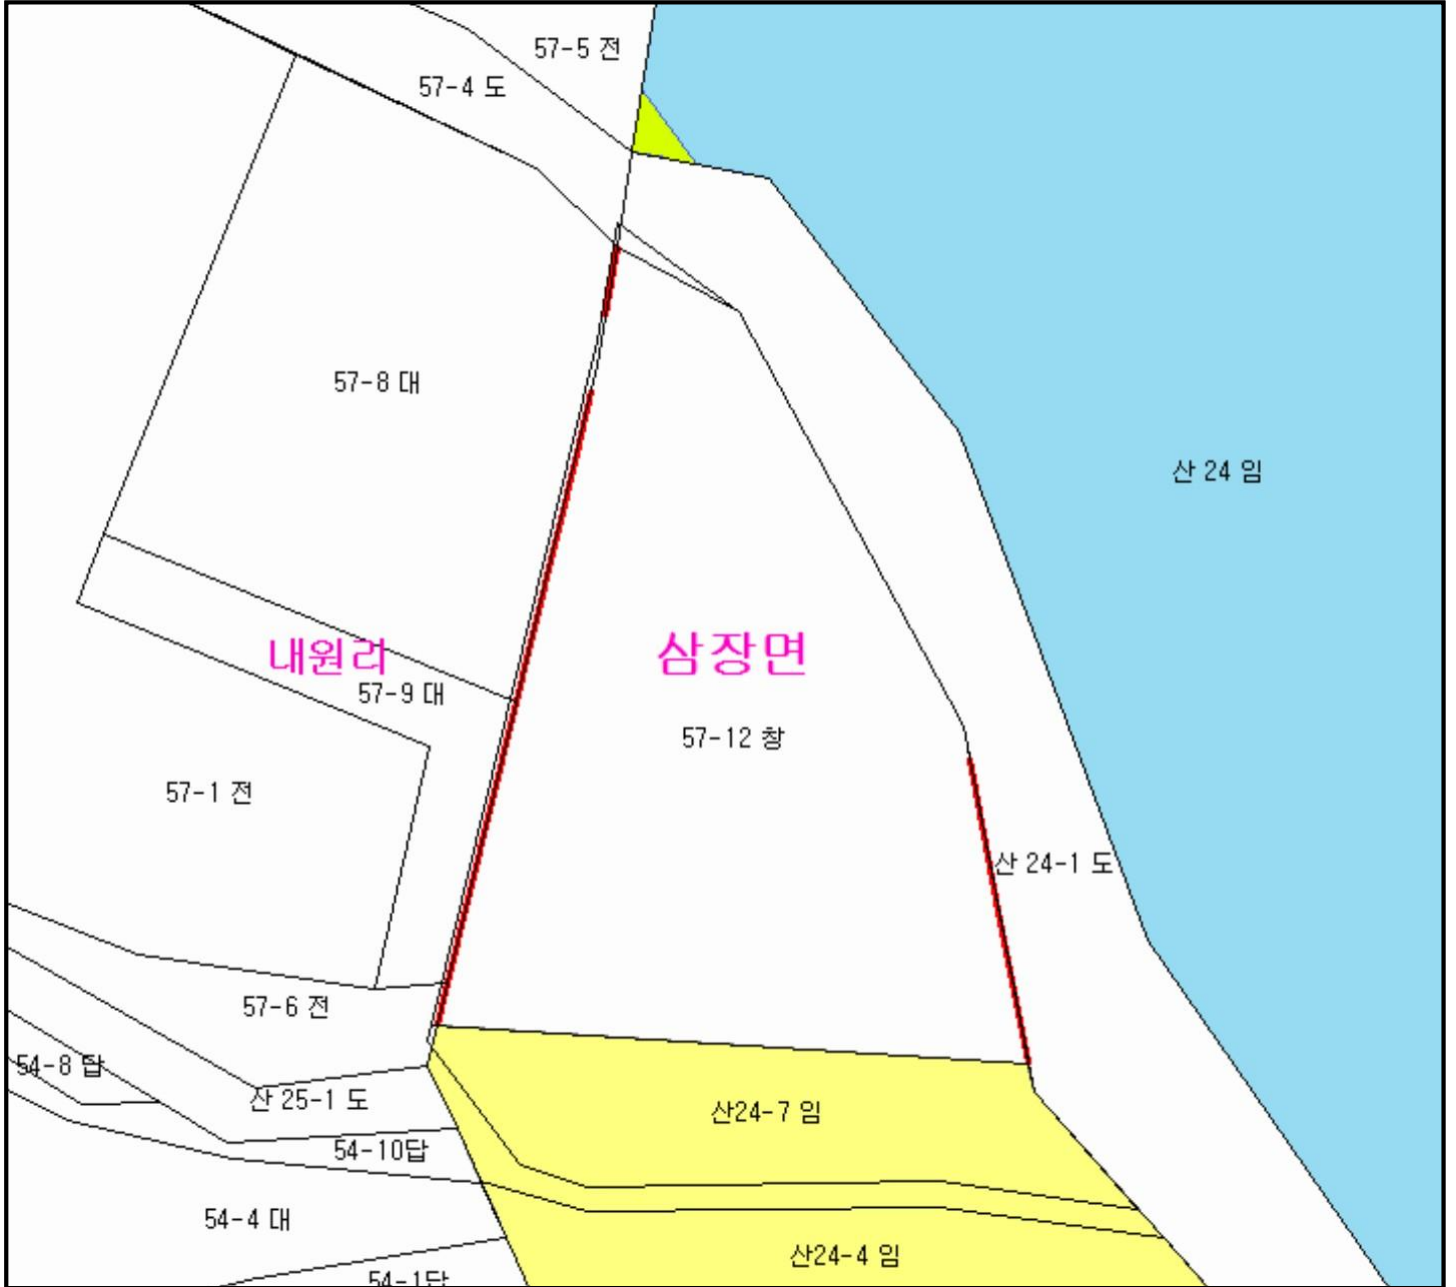 57-5 전
57-4 도
57-8 대
산 24 임
내원리
삼장면
57-9 대
57-12 창
57-1 전
산 24-1 도
57-6 전
54-8 답
산 25-1 도
산24-7 임
54-10답
54-4 대
산24-4 임
54-1답